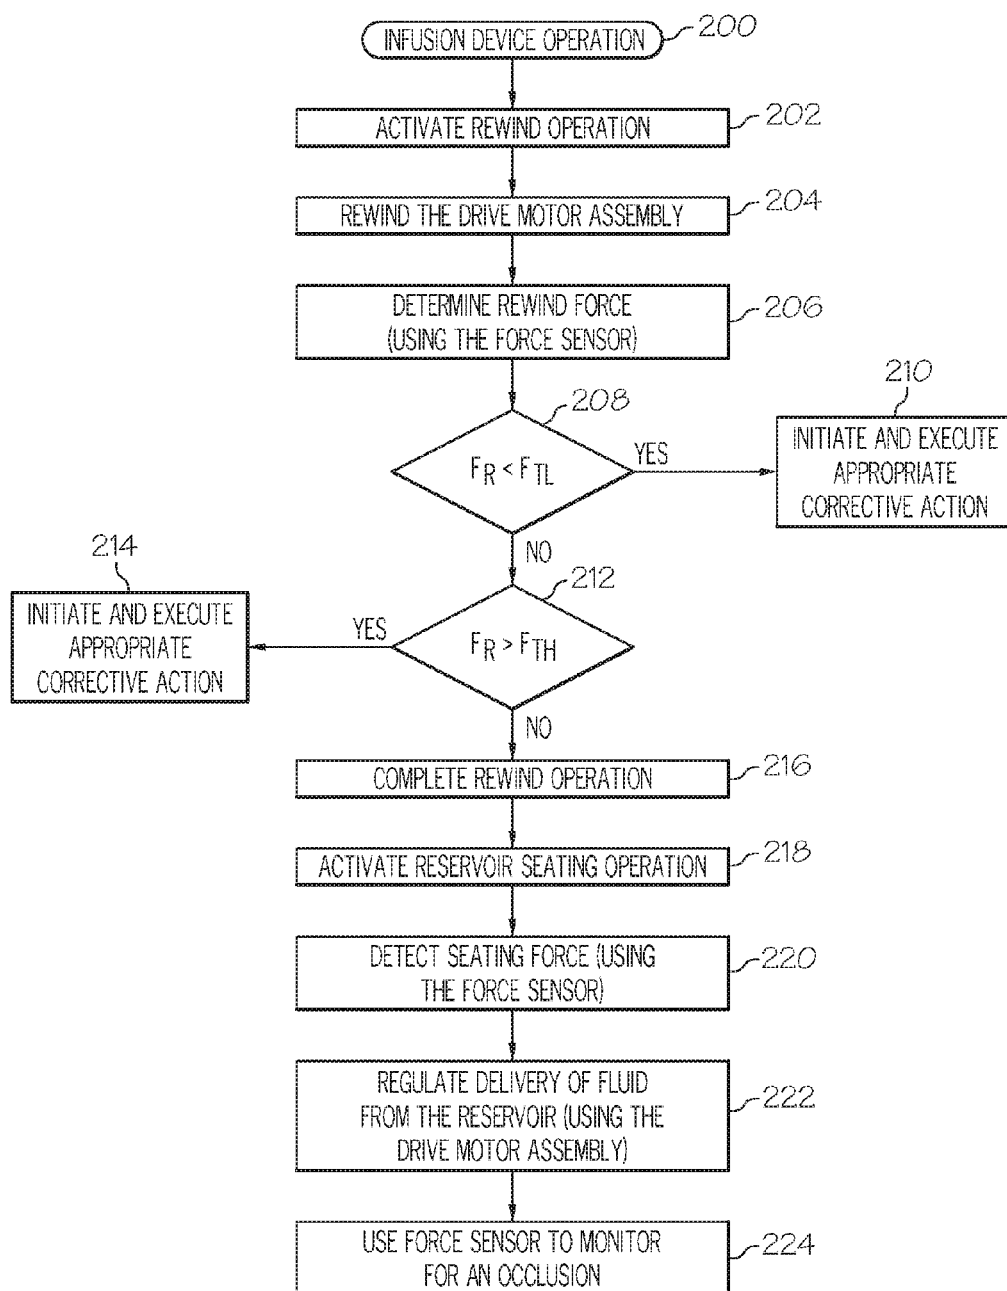 INFUSION DEVICE OPERATION
200
ACTIVATE REWIND OPERATION
202
REWIND THE DRIVE MOTOR ASSEMBLY
204
DETERMINE REWIND FORCE
(USING THE FORCE SENSOR)
206
208
F_R < F_TL
YES
210
INITIATE AND EXECUTE
APPROPRIATE
CORRECTIVE ACTION
NO
212
F_R > F_TH
YES
214
INITIATE AND EXECUTE
APPROPRIATE
CORRECTIVE ACTION
NO
COMPLETE REWIND OPERATION
216
ACTIVATE RESERVOIR SEATING OPERATION
218
DETECT SEATING FORCE (USING
THE FORCE SENSOR)
220
REGULATE DELIVERY OF FLUID
FROM THE RESERVOIR (USING THE
DRIVE MOTOR ASSEMBLY)
222
USE FORCE SENSOR TO MONITOR
FOR AN OCCLUSION
224